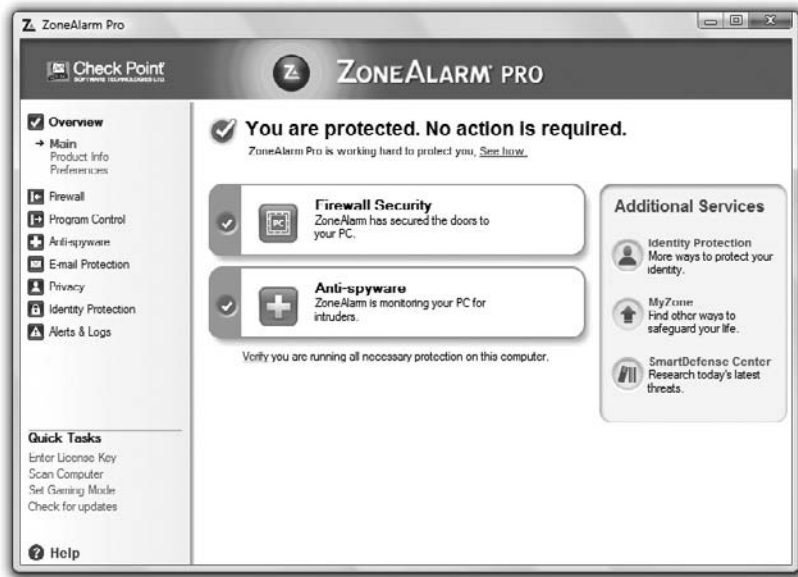 ZoneAlarm Pro
Check Point
SOFTWARE TECHNOLOGIES LTD.
ZONEALARM PRO
Overview
Main
Product Info
Preferences
Firewall
Program Control
Anti-spyware
E-mail Protection
Privacy
Identity Protection
Alerts & Logs
Quick Tasks
Enter License Key
Scan Computer
Set Gaming Mode
Check for updates
Help
You are protected. No action is required.
ZoneAlarm Pro is working hard to protect you, See how.
Firewall Security
ZoneAlarm has secured the doors to
your PC.
PC
Anti-spyware
ZoneAlarm is monitoring your PC for
intruders.
Verify you are running all necessary protection on this computer.
Additional Services
Identity Protection
More ways to protect your
identity.
MyZone
Find other ways to
safeguard your life.
SmartDefense Center
Research today's latest
threats.